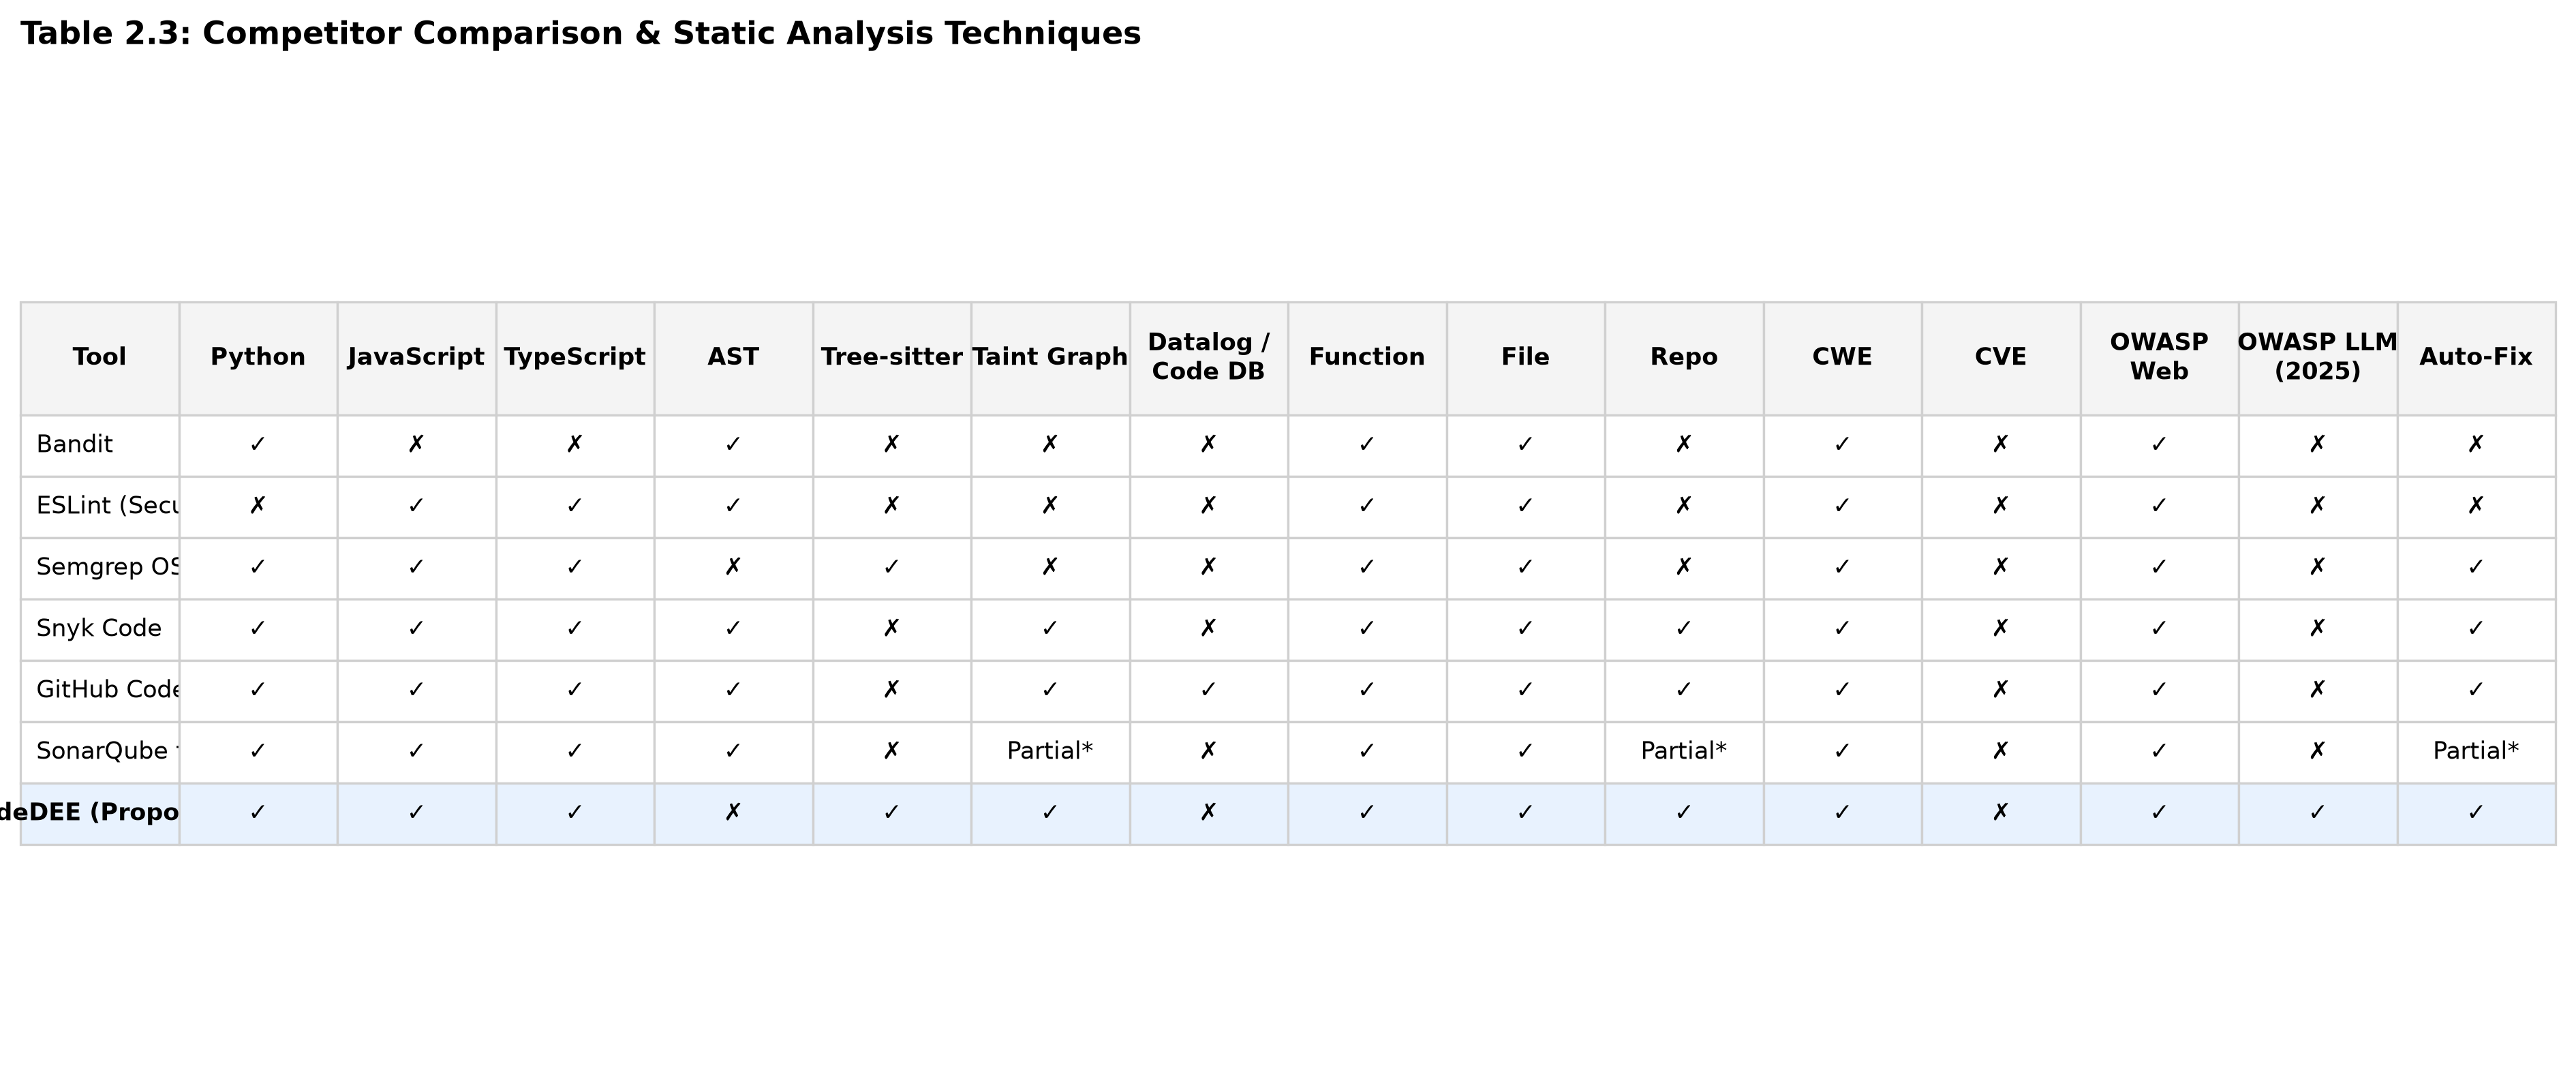 Table 2.3: Competitor Comparison & Static Analysis Techniques
Tool Python JavaScript TypeScript AST Tree-sitter Taint Graph Datalog / Code DB Function File Repo CWE CVE OWASP Web OWASP LLM (2025) Auto-Fix
Bandit ✓ ✗ ✗ ✓ ✗ ✗ ✗ ✓ ✓ ✗ ✓ ✗ ✓ ✗ ✗
ESLint (Secu ✗ ✓ ✓ ✓ ✗ ✗ ✗ ✓ ✓ ✗ ✓ ✗ ✓ ✗ ✗
Semgrep OS ✓ ✓ ✓ ✗ ✓ ✗ ✗ ✓ ✓ ✗ ✓ ✗ ✓ ✗ ✓
Snyk Code ✓ ✓ ✓ ✓ ✗ ✓ ✗ ✓ ✓ ✓ ✓ ✗ ✓ ✗ ✓
GitHub Code ✓ ✓ ✓ ✓ ✗ ✓ ✓ ✓ ✓ ✓ ✓ ✗ ✓ ✗ ✓
SonarQube ✓ ✓ ✓ ✓ ✗ Partial* ✗ ✓ ✓ Partial* ✓ ✗ ✓ ✗ Partial*
deDEE (Propo ✓ ✓ ✓ ✗ ✓ ✓ ✗ ✓ ✓ ✓ ✓ ✗ ✓ ✓ ✓